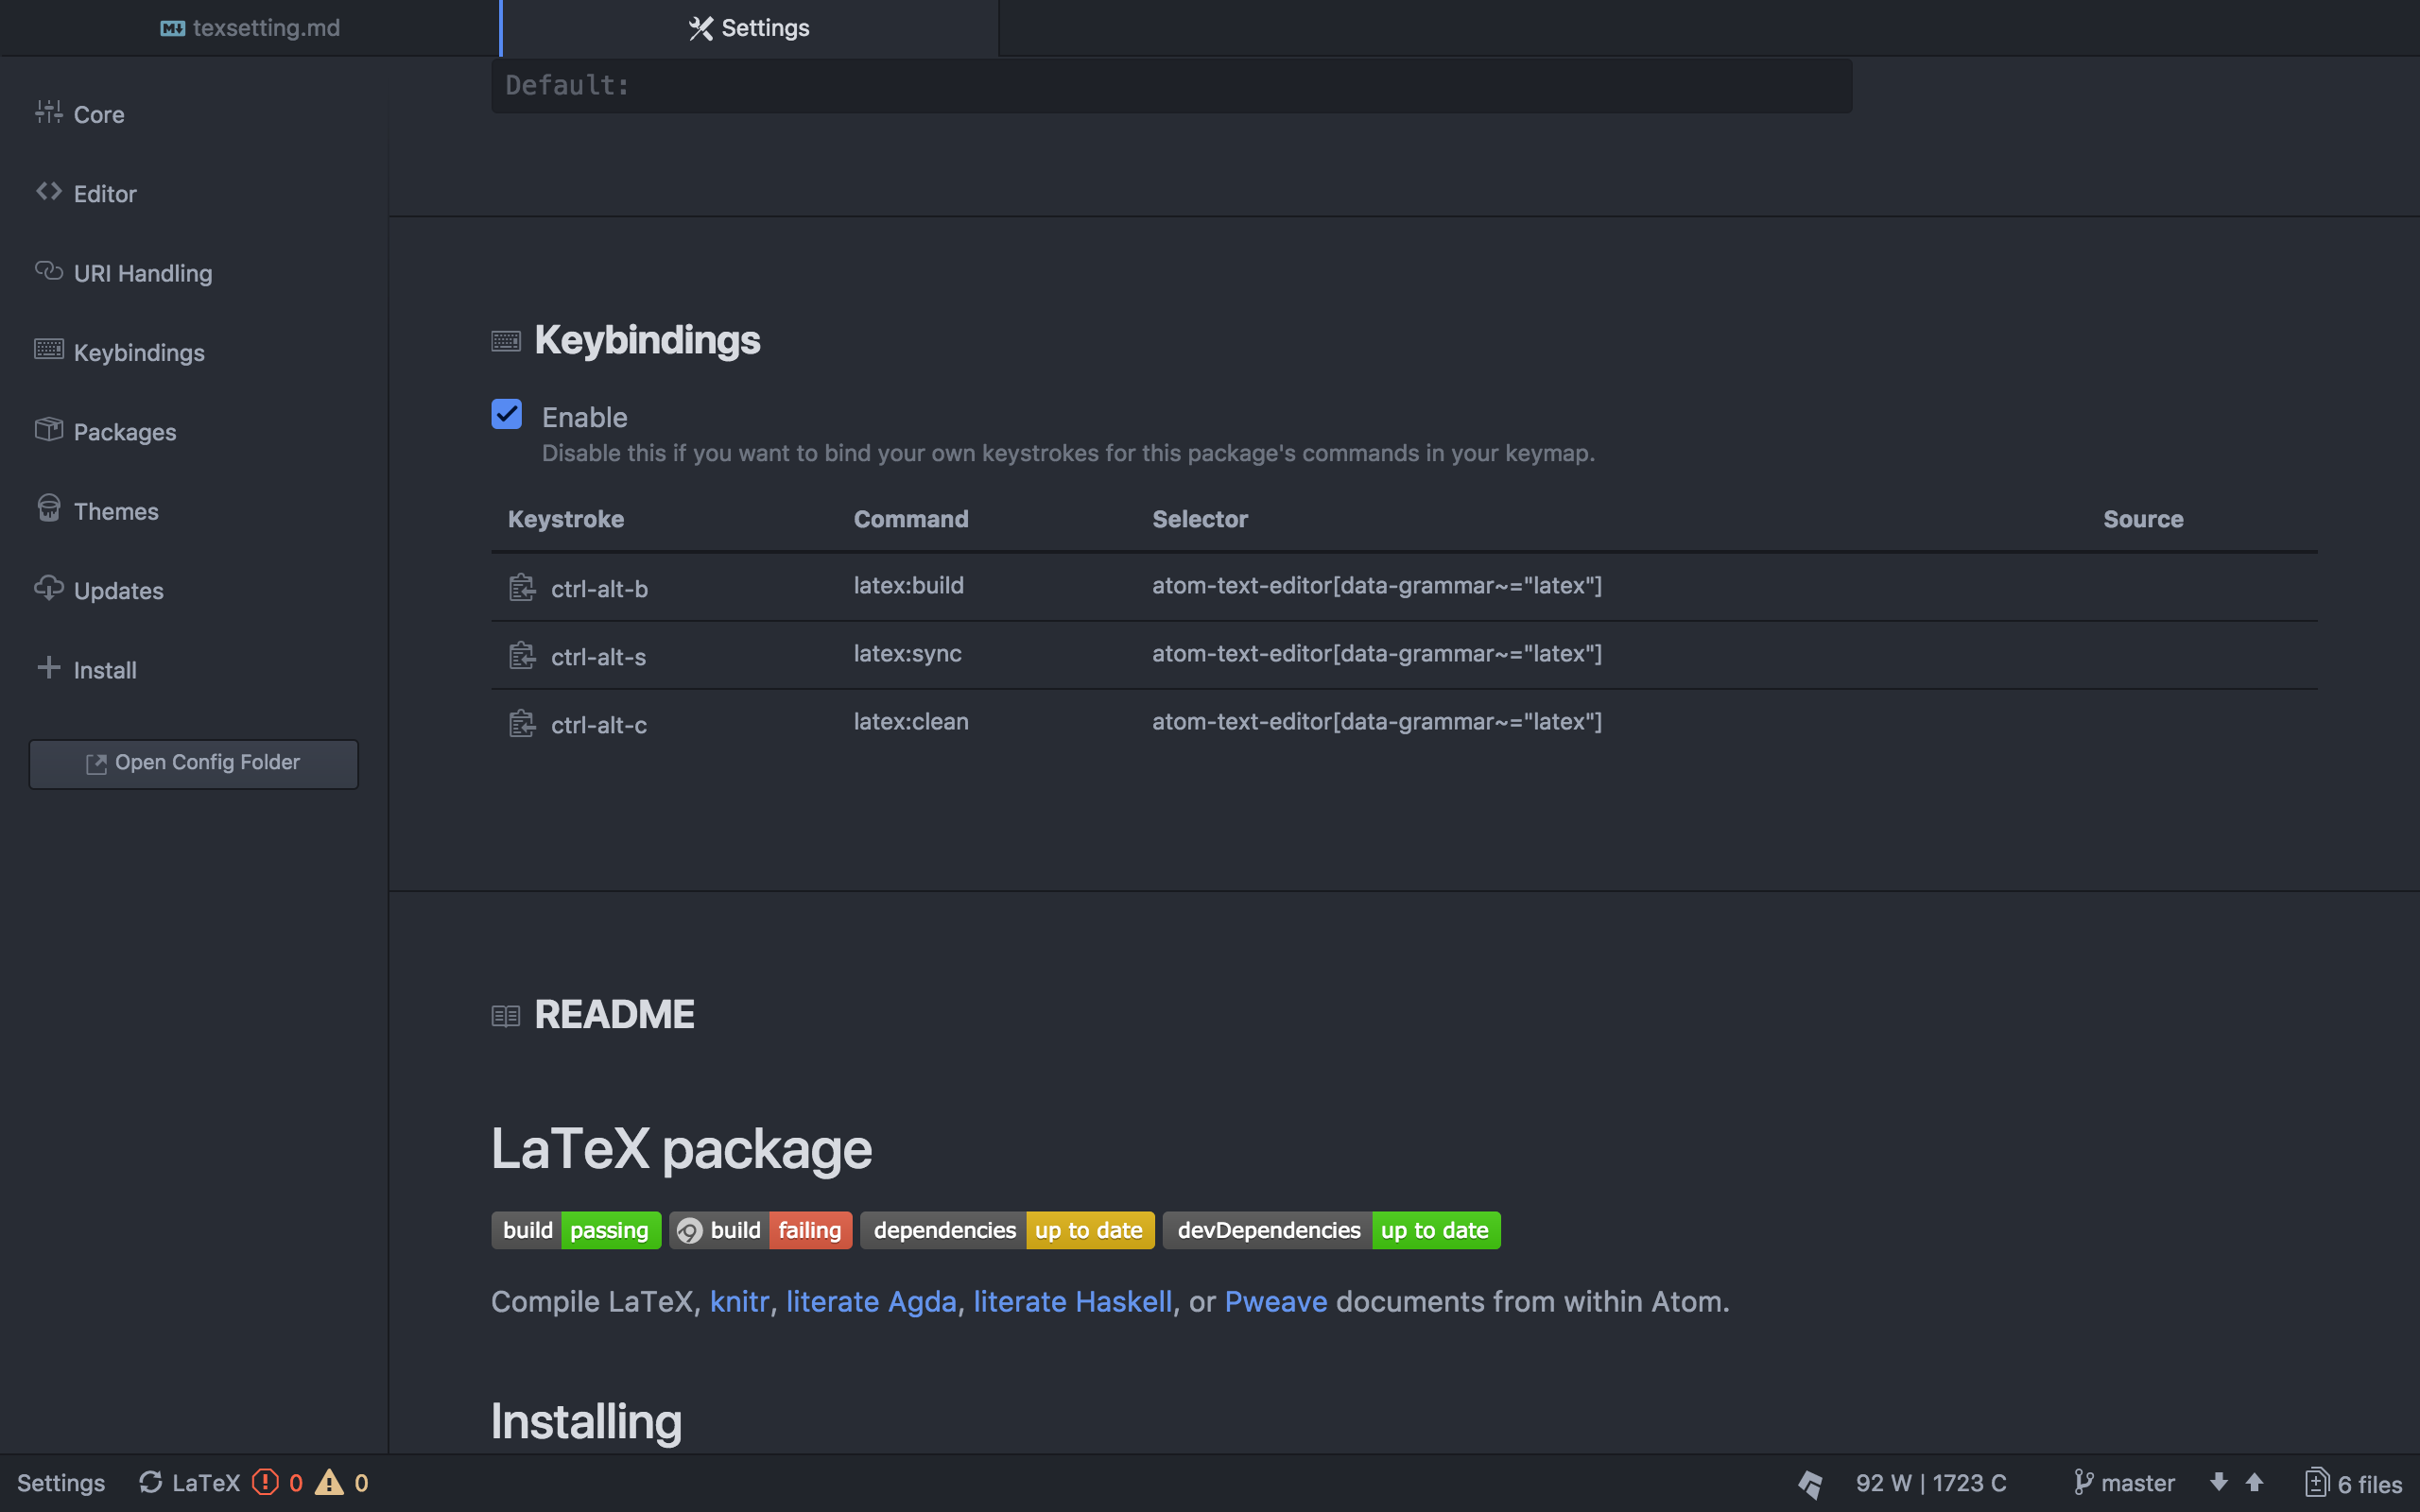 texsetting.md
Settings
Default:
Core
Editor
URI Handling
Keybindings
Packages
Themes
Updates
Install
Open Config Folder
Keybindings
Enable
Disable this if you want to bind your own keystrokes for this package's commands in your keymap.
Keystroke Command Selector Source
ctrl-alt-b latex:build atom-text-editor[data-grammar~="latex"]
ctrl-alt-s latex:sync atom-text-editor[data-grammar~="latex"]
ctrl-alt-c latex:clean atom-text-editor[data-grammar~="latex"]
README
LaTeX package
build passing build failing dependencies up to date devDependencies up to date
Compile LaTeX, knitr, literate Agda, literate Haskell, or Pweave documents from within Atom.
Installing
Settings LaTeX 0 0 92 W | 1723 C master 6 files